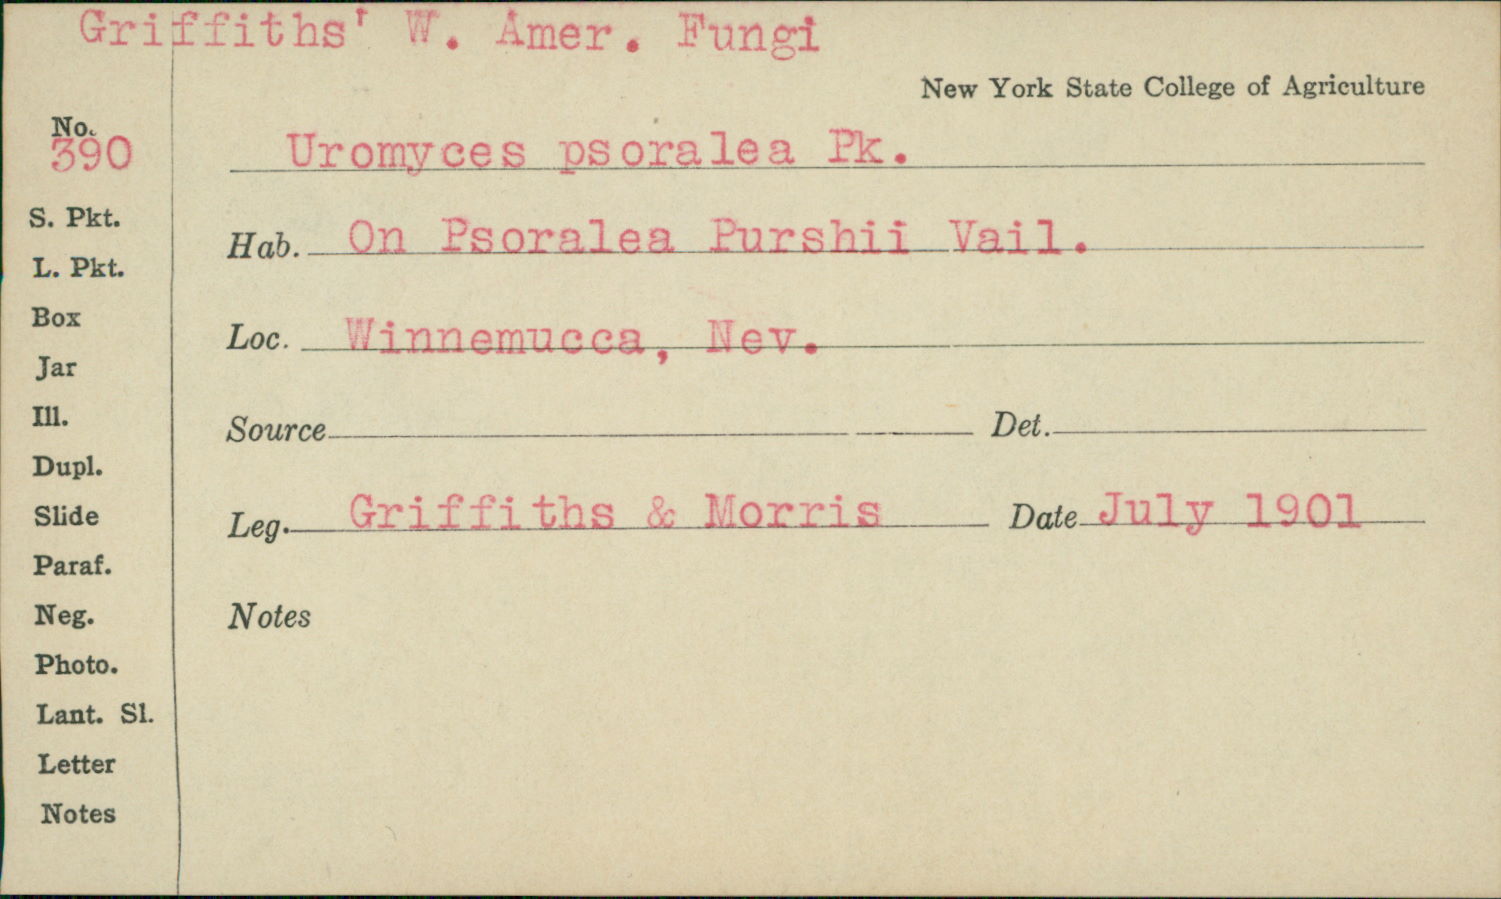 Griffiths' W. Amer. Fungi
New York State College of Agriculture
No.
390
Uromyces psoralea Pk.
S. Pkt.
L. Pkt.
Box
Jar
Ill.
Dupl.
Slide
Paraf.
Neg.
Photo.
Lant. Sl.
Letter
Notes
Hab. On Psoralea Purshii Vail.
Loc. Winnemucca, Nev.
Source Det.
Leg. Griffiths & Morris Date July 1901
Notes